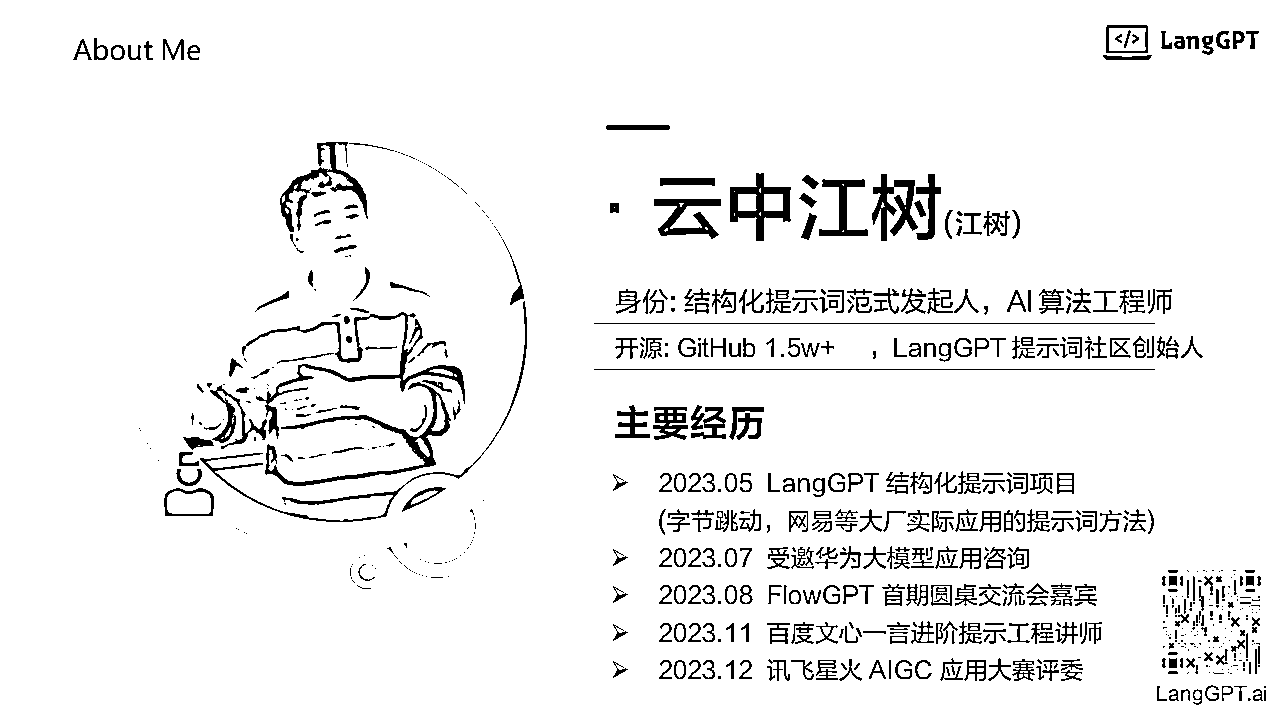 About Me
</> LangGPT
· 云中江树(江树)
身份: 结构化提示词范式发起人，AI 算法工程师
开源: GitHub 1.5w+ ，LangGPT 提示词社区创始人
主要经历
➢ 2023.05 LangGPT 结构化提示词项目
(字节跳动，网易等大厂实际应用的提示词方法)
➢ 2023.07 受邀华为大模型应用咨询
➢ 2023.08 FlowGPT 首期圆桌交流会嘉宾
➢ 2023.11 百度文心一言进阶提示工程讲师
➢ 2023.12 讯飞星火 AIGC 应用大赛评委
LangGPT.ai